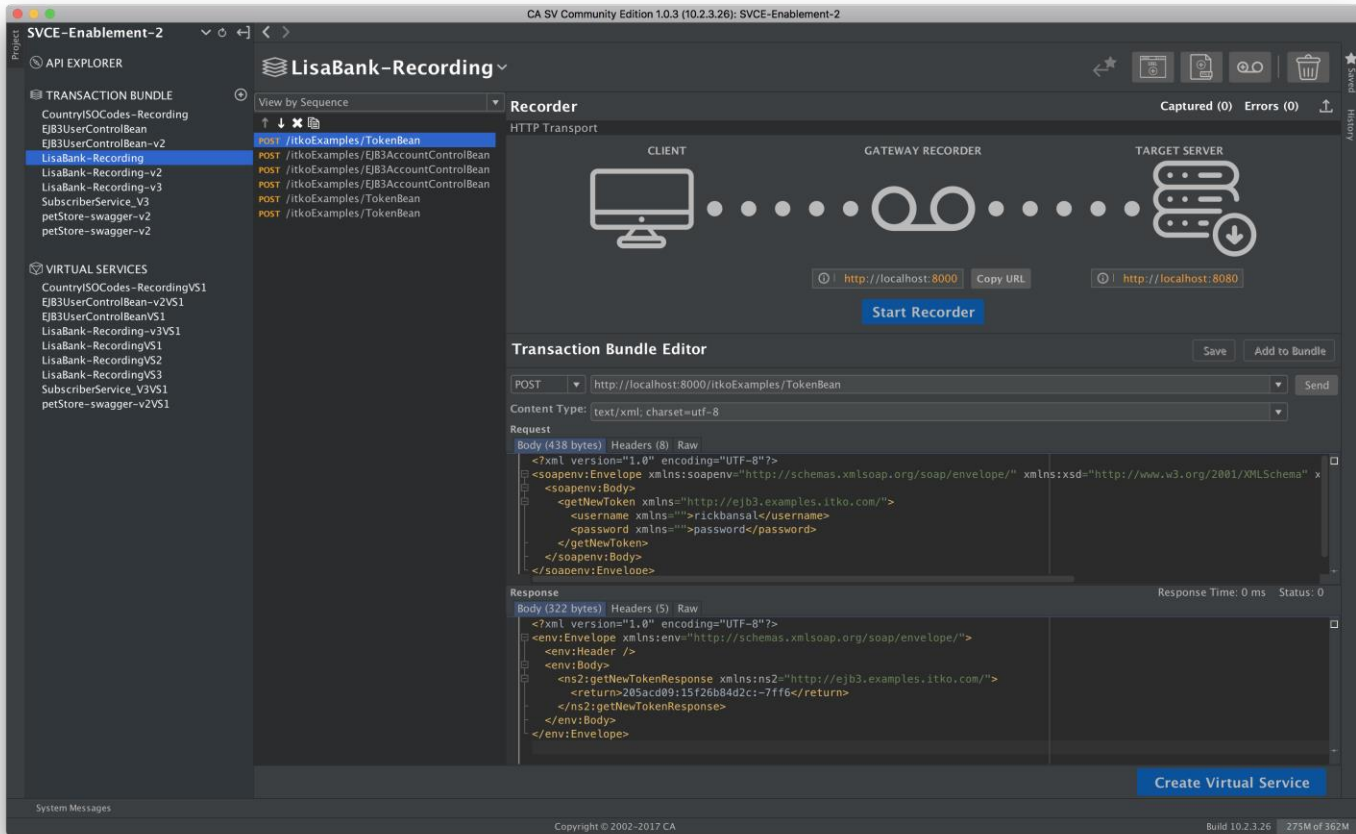 CA SV Community Edition 1.0.3 (10.2.3.26): SVCE-Enablement-2
Project
SVCE-Enablement-2
API EXPLORER
TRANSACTION BUNDLE
CountryISOCodes-Recording
EJB3UserControlBean
EJB3UserControlBean-v2
LisaBank-Recording
LisaBank-Recording-v2
LisaBank-Recording-v3
SubscriberService_V3
petStore-swagger-v2
petStore-swagger-v2
VIRTUAL SERVICES
CountryISOCodes-RecordingVS1
EJB3UserControlBean-v2VS1
EJB3UserControlBeanVS1
LisaBank-Recording-v3VS1
LisaBank-RecordingVS1
LisaBank-RecordingVS2
LisaBank-RecordingVS3
SubscriberService_V3VS1
petStore-swagger-v2VS1
LisaBank-Recording
View by Sequence
POST /itkoExamples/TokenBean
POST /itkoExamples/EJB3AccountControlBean
POST /itkoExamples/EJB3AccountControlBean
POST /itkoExamples/EJB3AccountControlBean
POST /itkoExamples/TokenBean
POST /itkoExamples/TokenBean
Saved
History
Recorder Captured (0) Errors (0)
HTTP Transport
CLIENT GATEWAY RECORDER TARGET SERVER
http://localhost:8000 Copy URL http://localhost:8080
Start Recorder
Transaction Bundle Editor Save Add to Bundle
POST http://localhost:8000/itkoExamples/TokenBean Send
Content Type: text/xml; charset=utf-8
Request
Body (438 bytes) Headers (8) Raw
<?xml version="1.0" encoding="UTF-8"?>
<soapenv:Envelope xmlns:soapenv="http://schemas.xmlsoap.org/soap/envelope/" xmlns:xsd="http://www.w3.org/2001/XMLSchema" x
<soapenv:Body>
<getNewToken xmlns="http://ejb3.examples.itko.com/">
<username xmlns="">rickbansal</username>
<password xmlns="">password</password>
</getNewToken>
</soapenv:Body>
</soapenv:Envelope>
Response Response Time: 0 ms Status: 0
Body (322 bytes) Headers (5) Raw
<?xml version="1.0" encoding="UTF-8"?>
<env:Envelope xmlns:env="http://schemas.xmlsoap.org/soap/envelope/">
<env:Header />
<env:Body>
<ns2:getNewTokenResponse xmlns:ns2="http://ejb3.examples.itko.com/">
<return>205acd09:15f26b84d2c:-7ff6</return>
</ns2:getNewTokenResponse>
</env:Body>
</env:Envelope>
Create Virtual Service
System Messages
Copyright © 2002-2017 CA Build 10.2.3.26 275M of 362M